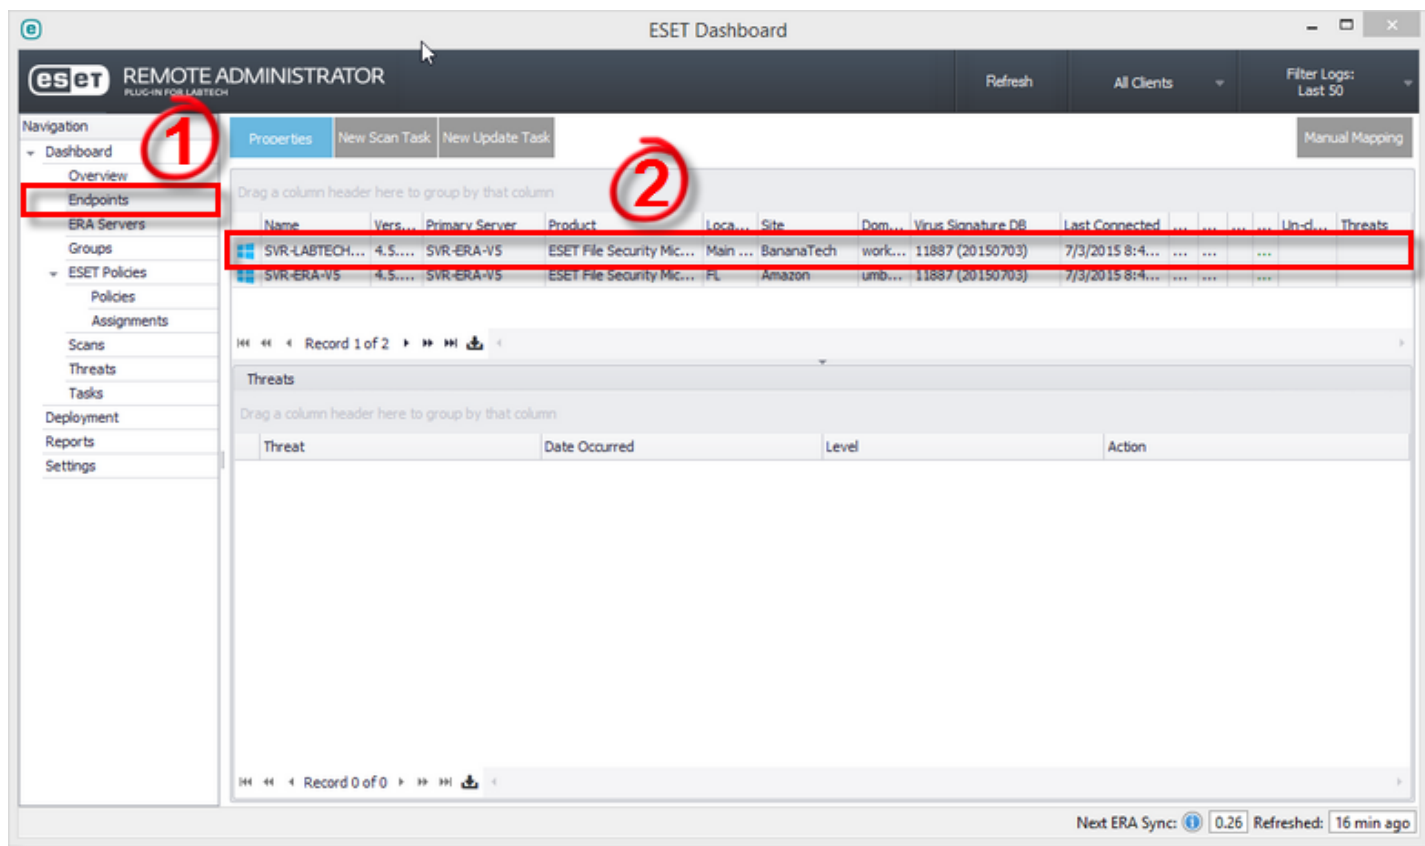 ESET Dashboard
eset REMOTE ADMINISTRATOR
PLUG-IN FOR LABTECH
Refresh
All Clients
Filter Logs:
Last 50
Navigation
Dashboard
Overview
Endpoints
ERA Servers
Groups
ESET Policies
Policies
Assignments
Scans
Threats
Tasks
Deployment
Reports
Settings
1
Properties New Scan Task New Update Task Manual Mapping
2
Drag a column header here to group by that column
Name Vers... Primary Server Product Loca... Site Dom... Virus Signature DB Last Connected ... ... ... ... Un-cl... Threats
SVR-LABTECH... 4.5.... SVR-ERA-V5 ESET File Security Mic... Main ... BananaTech work... 11887 (20150703) 7/3/2015 8:4... ... ... ...
SVR-ERA-V5 4.5.... SVR-ERA-V5 ESET File Security Mic... FL Amazon umb... 11887 (20150703) 7/3/2015 8:4... ... ... ...
Record 1 of 2
Threats
Drag a column header here to group by that column
Threat Date Occurred Level Action
Record 0 of 0
Next ERA Sync: 0.26 Refreshed: 16 min ago